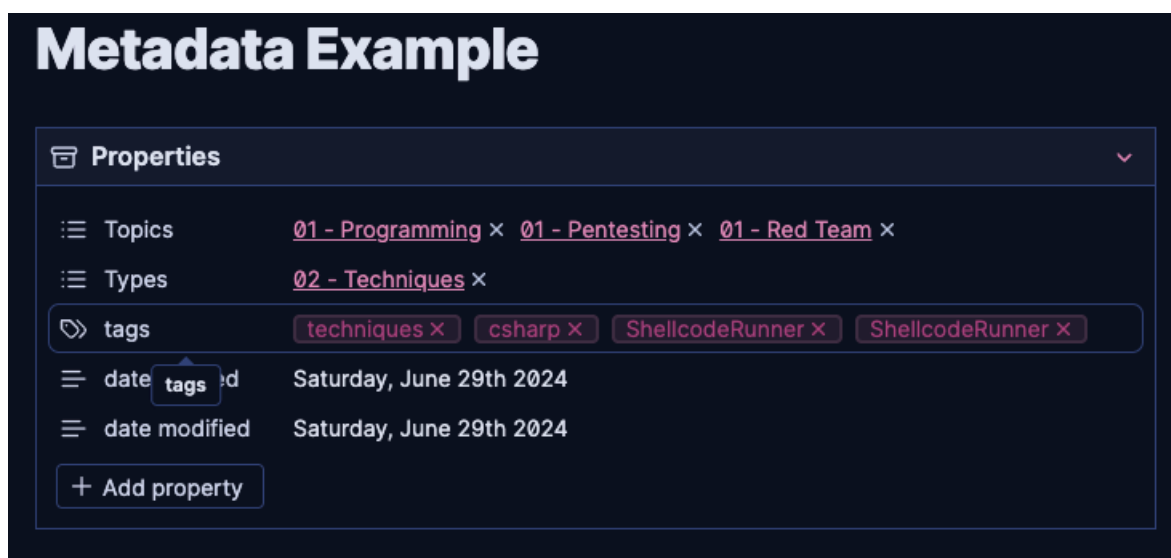 Metadata Example
Properties
Topics 01 - Programming × 01 - Pentesting × 01 - Red Team ×
Types 02 - Techniques ×
tags techniques × csharp × ShellcodeRunner × ShellcodeRunner ×
date ed Saturday, June 29th 2024
tags
date modified Saturday, June 29th 2024
+ Add property